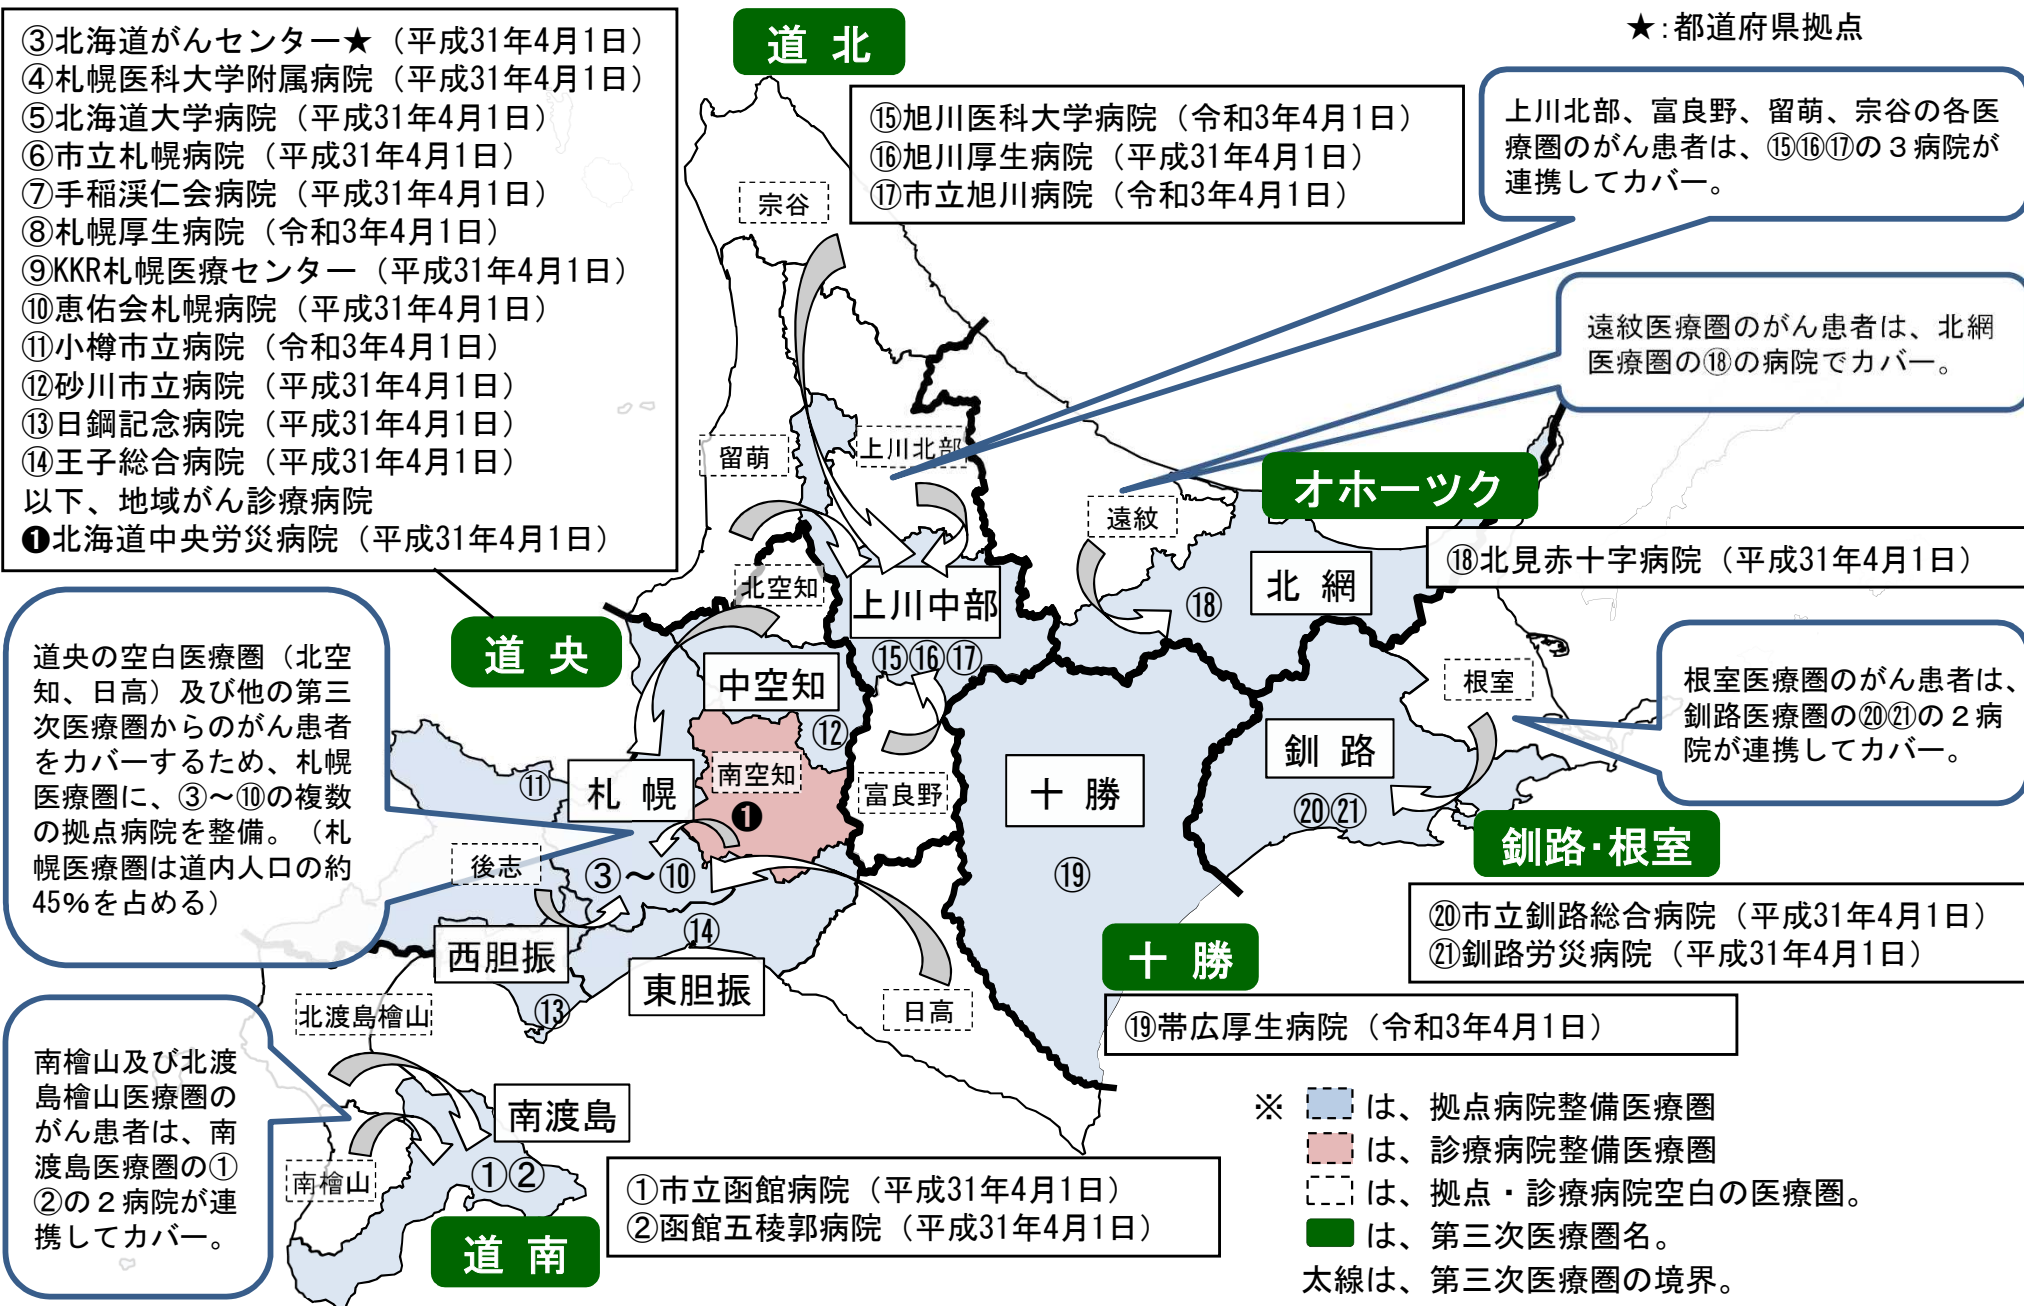 ③北海道がんセンター★（平成31年4月1日）
④札幌医科大学附属病院（平成31年4月1日）
⑤北海道大学病院（平成31年4月1日）
⑥市立札幌病院（平成31年4月1日）
⑦手稲渓仁会病院（平成31年4月1日）
⑧札幌厚生病院（令和3年4月1日）
⑨KKR札幌医療センター（平成31年4月1日）
⑩恵佑会札幌病院（平成31年4月1日）
⑪小樽市立病院（令和3年4月1日）
⑫砂川市立病院（平成31年4月1日）
⑬日鋼記念病院（平成31年4月1日）
⑭王子総合病院（平成31年4月1日）
以下、地域がん診療病院
❶北海道中央労災病院（平成31年4月1日）
道 北
★：都道府県拠点
⑮旭川医科大学病院（令和3年4月1日）
⑯旭川厚生病院（平成31年4月1日）
⑰市立旭川病院（令和3年4月1日）
上川北部、富良野、留萌、宗谷の各医
療圏のがん患者は、⑮⑯⑰の３病院が
連携してカバー。
宗谷
遠紋医療圏のがん患者は、北網
医療圏の⑱の病院でカバー。
留萌
上川北部
遠紋
オホーツク
⑱北見赤十字病院（平成31年4月1日）
北空知
上川中部
⑱
北 網
道 央
⑮⑯⑰
道央の空白医療圏（北空
知、日高）及び他の第三
次医療圏からのがん患者
をカバーするため、札幌
医療圏に、③～⑩の複数
の拠点病院を整備。（札
幌医療圏は道内人口の約
45%を占める）
中空知
⑫
根室
根室医療圏のがん患者は、
釧路医療圏の⑳㉑の２病
院が連携してカバー。
釧 路
⑳㉑
⑪
札 幌
南空知
❶
富良野
十 勝
⑲
釧路・根室
後志
③～⑩
⑳市立釧路総合病院（平成31年4月1日）
㉑釧路労災病院（平成31年4月1日）
西胆振
⑭
東胆振
⑬
日高
十 勝
⑲帯広厚生病院（令和3年4月1日）
北渡島檜山
南檜山及び北渡
島檜山医療圏の
がん患者は、南
渡島医療圏の①
②の２病院が連
携してカバー。
南渡島
南檜山
①②
道 南
①市立函館病院（平成31年4月1日）
②函館五稜郭病院（平成31年4月1日）
※ は、拠点病院整備医療圏
は、診療病院整備医療圏
は、拠点・診療病院空白の医療圏。
は、第三次医療圏名。
太線は、第三次医療圏の境界。